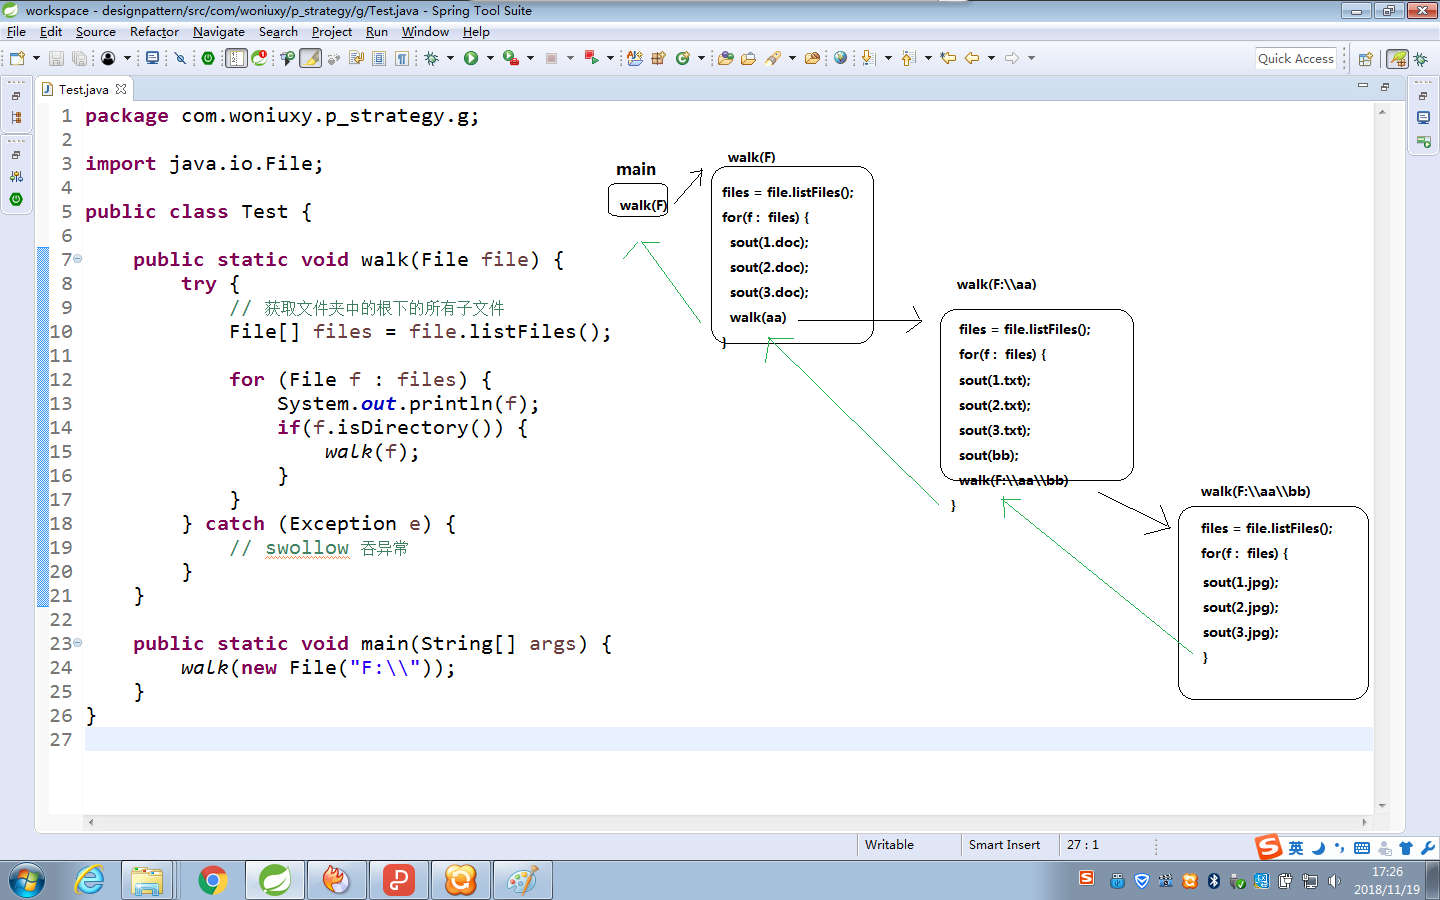 workspace - designpattern/src/com/woniuxy/p_strategy/g/Test.java - Spring Tool Suite
File Edit Source Refactor Navigate Search Project Run Window Help
Quick Access
Test.java
1 package com.woniuxy.p_strategy.g;
2
3 import java.io.File;
4
5 public class Test {
6
7 public static void walk(File file) {
8 try {
9 // 获取文件夹中的根下的所有子文件
10 File[] files = file.listFiles();
11
12 for (File f : files) {
13 System.out.println(f);
14 if(f.isDirectory()) {
15 walk(f);
16 }
17 }
18 } catch (Exception e) {
19 // swollow 吞异常
20 }
21 }
22
23 public static void main(String[] args) {
24 walk(new File("F:\\"));
25 }
26 }
27
main
walk(F)
walk(F)
files = file.listFiles();
for(f : files) {
sout(1.doc);
sout(2.doc);
sout(3.doc);
walk(aa)
}
walk(F:\\aa)
files = file.listFiles();
for(f : files) {
sout(1.txt);
sout(2.txt);
sout(3.txt);
sout(bb);
walk(F:\\aa\\bb)
}
walk(F:\\aa\\bb)
files = file.listFiles();
for(f : files) {
sout(1.jpg);
sout(2.jpg);
sout(3.jpg);
}
Writable Smart Insert 27 : 1
英
17:26
2018/11/19